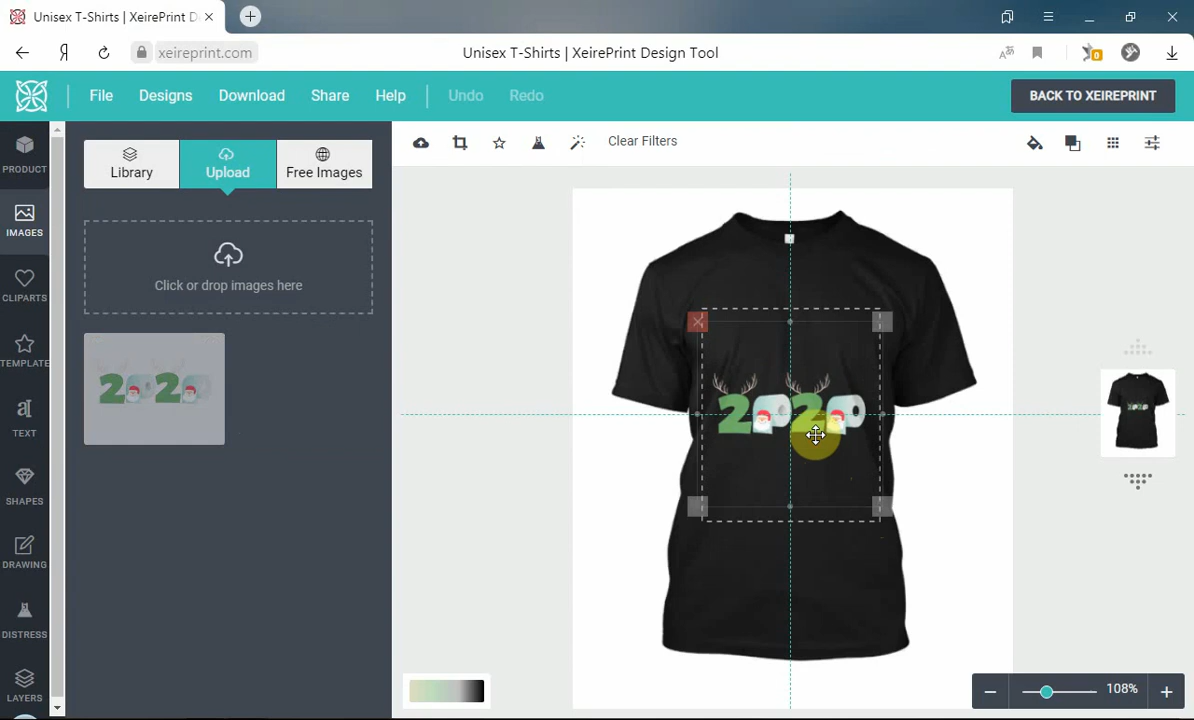 Unisex T-Shirts | XeirePrint D
xeireprint.com
Unisex T-Shirts | XeirePrint Design Tool
0
File Designs Download Share Help Undo Redo
BACK TO XEIREPRINT
PRODUCT
IMAGES
CLIPARTS
TEMPLATE
TEXT
SHAPES
DRAWING
DISTRESS
LAYERS
Library
Upload
Free Images
Click or drop images here
2020
Clear Filters
2020
2020
108%